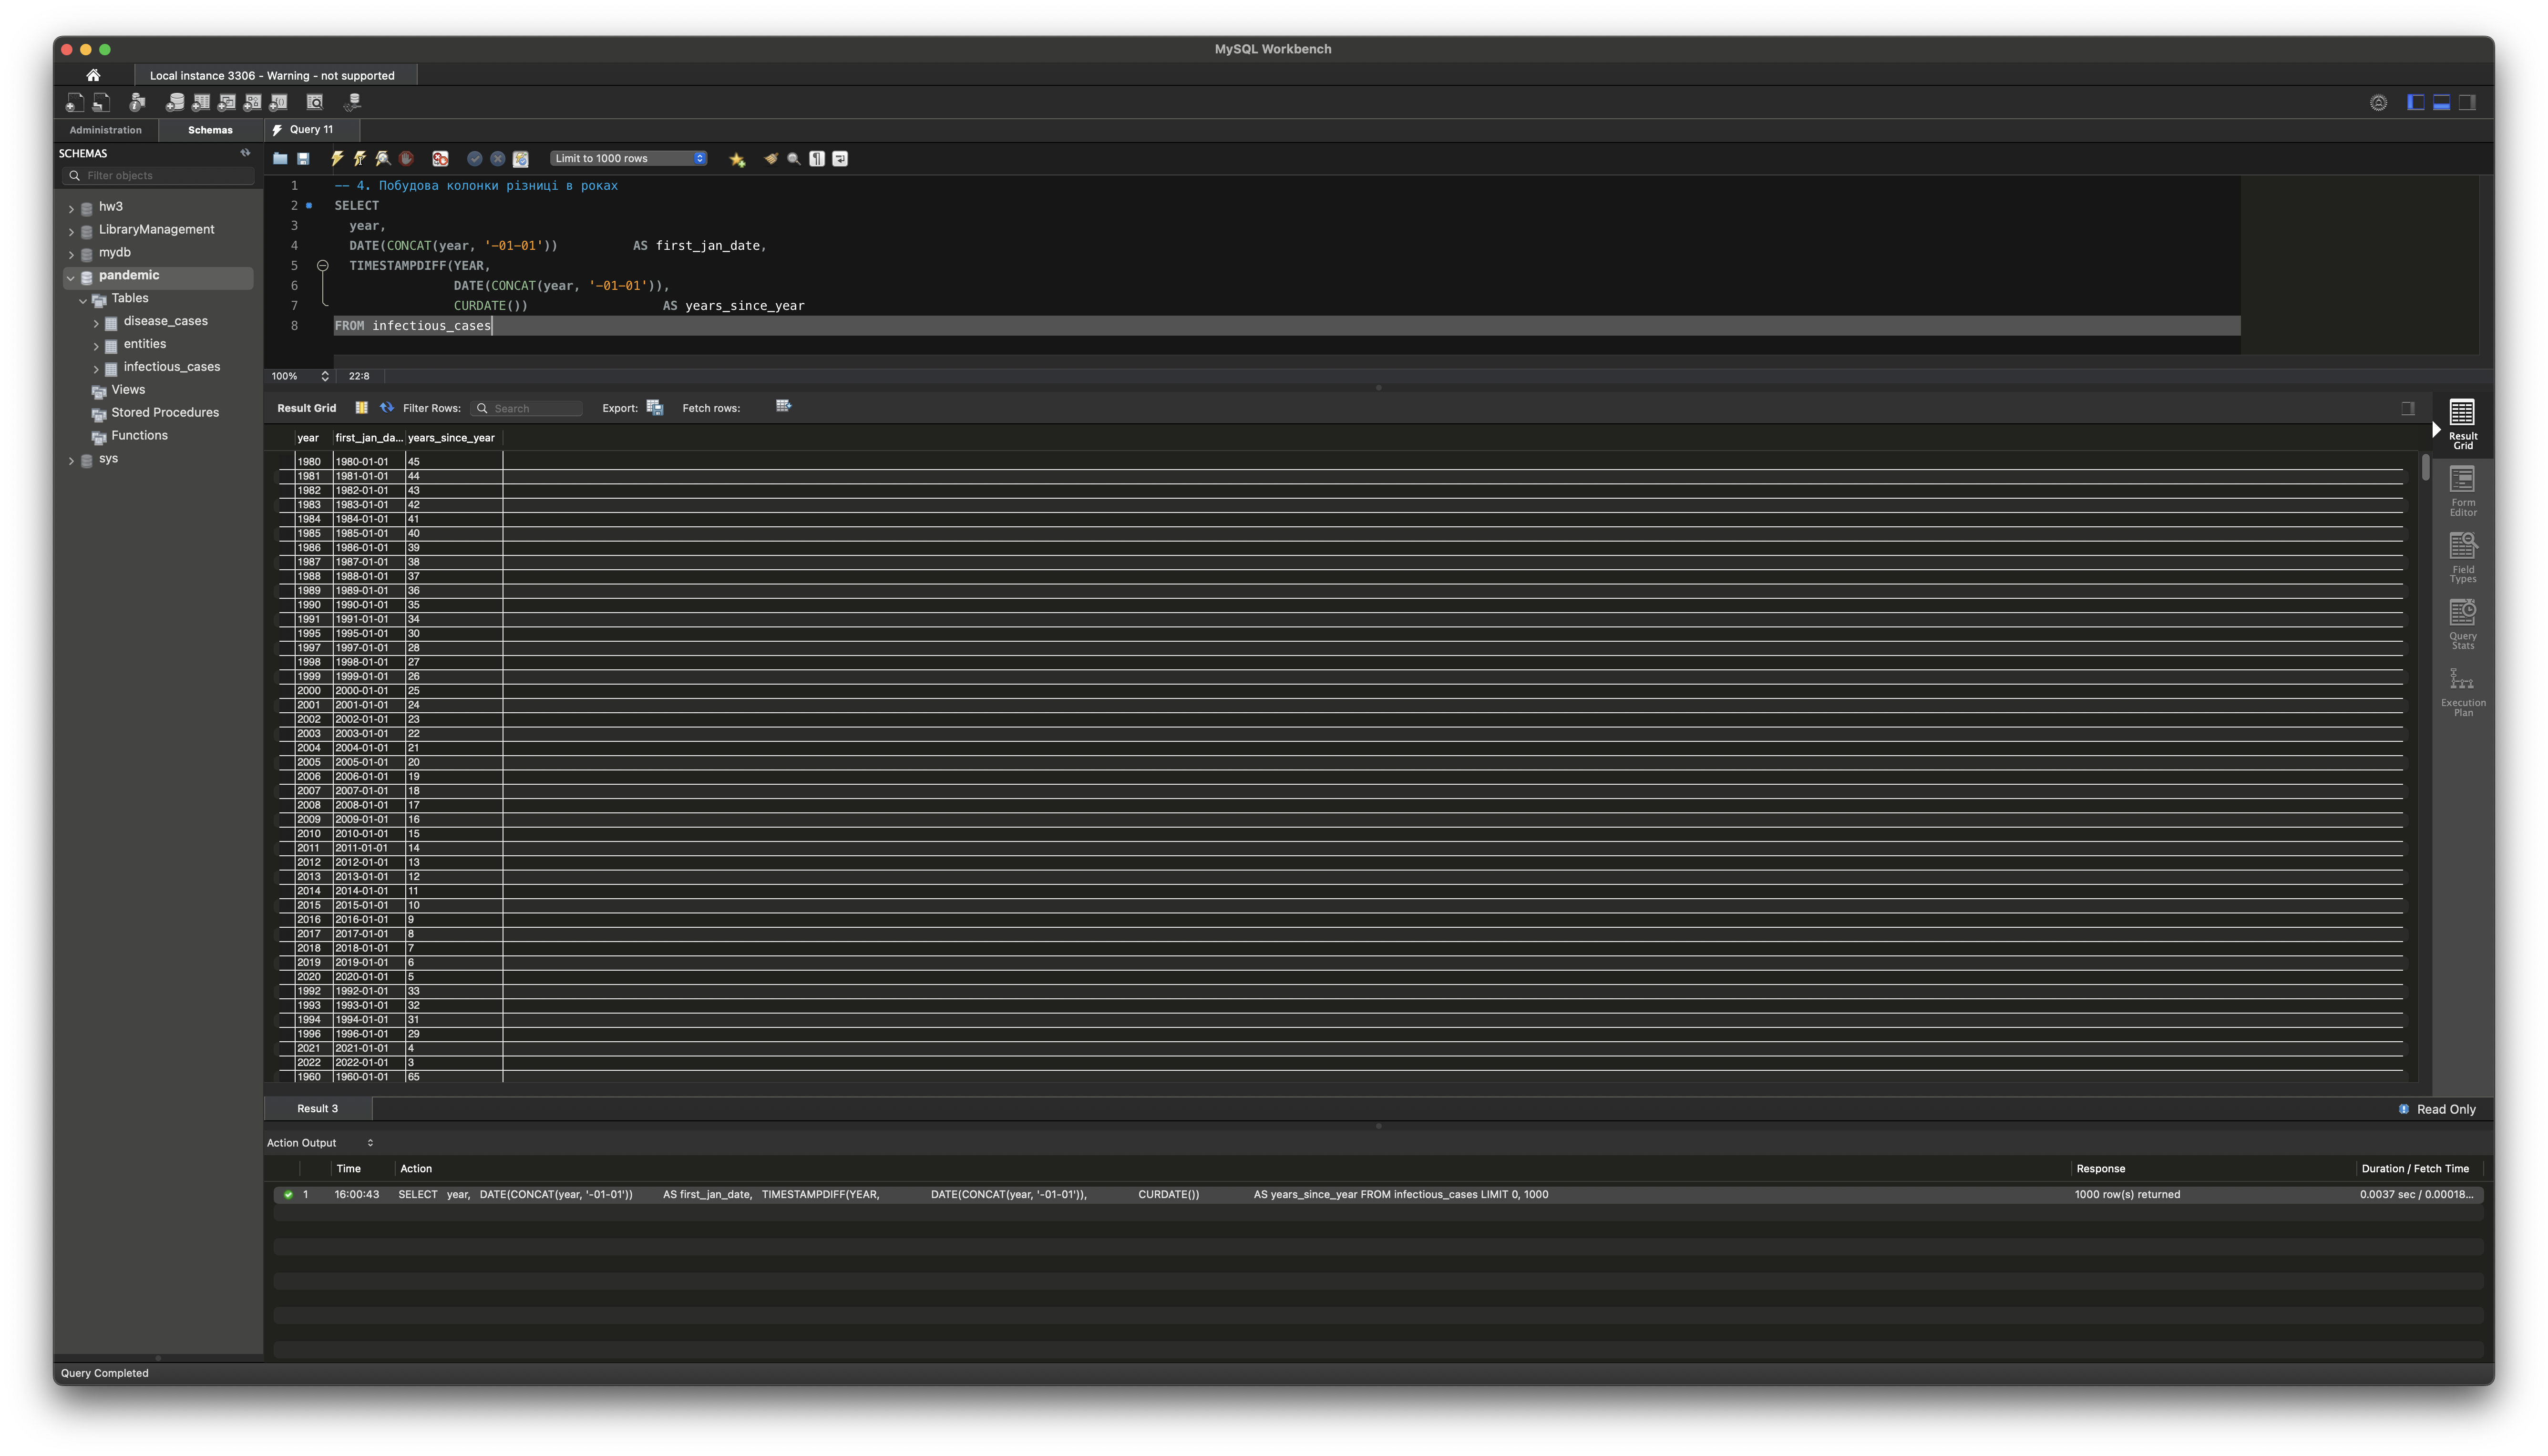 MySQL Workbench
Local instance 3306 - Warning - not supported
Administration
Schemas
Query 11
SCHEMAS
Filter objects
hw3
LibraryManagement
mydb
pandemic
Tables
disease_cases
entities
infectious_cases
Views
Stored Procedures
Functions
sys
Limit to 1000 rows
1 -- 4. Побудова колонки різниці в роках
2 SELECT
3 year,
4 DATE(CONCAT(year, '-01-01')) AS first_jan_date,
5 TIMESTAMPDIFF(YEAR,
6 DATE(CONCAT(year, '-01-01')),
7 CURDATE()) AS years_since_year
8 FROM infectious_cases
100% 22:8
Result Grid Filter Rows: Search Export: Fetch rows:
year first_jan_da... years_since_year
1980 1980-01-01 45
1981 1981-01-01 44
1982 1982-01-01 43
1983 1983-01-01 42
1984 1984-01-01 41
1985 1985-01-01 40
1986 1986-01-01 39
1987 1987-01-01 38
1988 1988-01-01 37
1989 1989-01-01 36
1990 1990-01-01 35
1991 1991-01-01 34
1995 1995-01-01 30
1997 1997-01-01 28
1998 1998-01-01 27
1999 1999-01-01 26
2000 2000-01-01 25
2001 2001-01-01 24
2002 2002-01-01 23
2003 2003-01-01 22
2004 2004-01-01 21
2005 2005-01-01 20
2006 2006-01-01 19
2007 2007-01-01 18
2008 2008-01-01 17
2009 2009-01-01 16
2010 2010-01-01 15
2011 2011-01-01 14
2012 2012-01-01 13
2013 2013-01-01 12
2014 2014-01-01 11
2015 2015-01-01 10
2016 2016-01-01 9
2017 2017-01-01 8
2018 2018-01-01 7
2019 2019-01-01 6
2020 2020-01-01 5
1992 1992-01-01 33
1993 1993-01-01 32
1994 1994-01-01 31
1996 1996-01-01 29
2021 2021-01-01 4
2022 2022-01-01 3
1960 1960-01-01 65
Result
Grid
Form
Editor
Field
Types
Query
Stats
Execution
Plan
Result 3
Read Only
Action Output
Time Action Response Duration / Fetch Time
1 16:00:43 SELECT year, DATE(CONCAT(year, '-01-01')) AS first_jan_date, TIMESTAMPDIFF(YEAR, DATE(CONCAT(year, '-01-01')), CURDATE()) AS years_since_year FROM infectious_cases LIMIT 0, 1000 1000 row(s) returned 0.0037 sec / 0.00018...
Query Completed